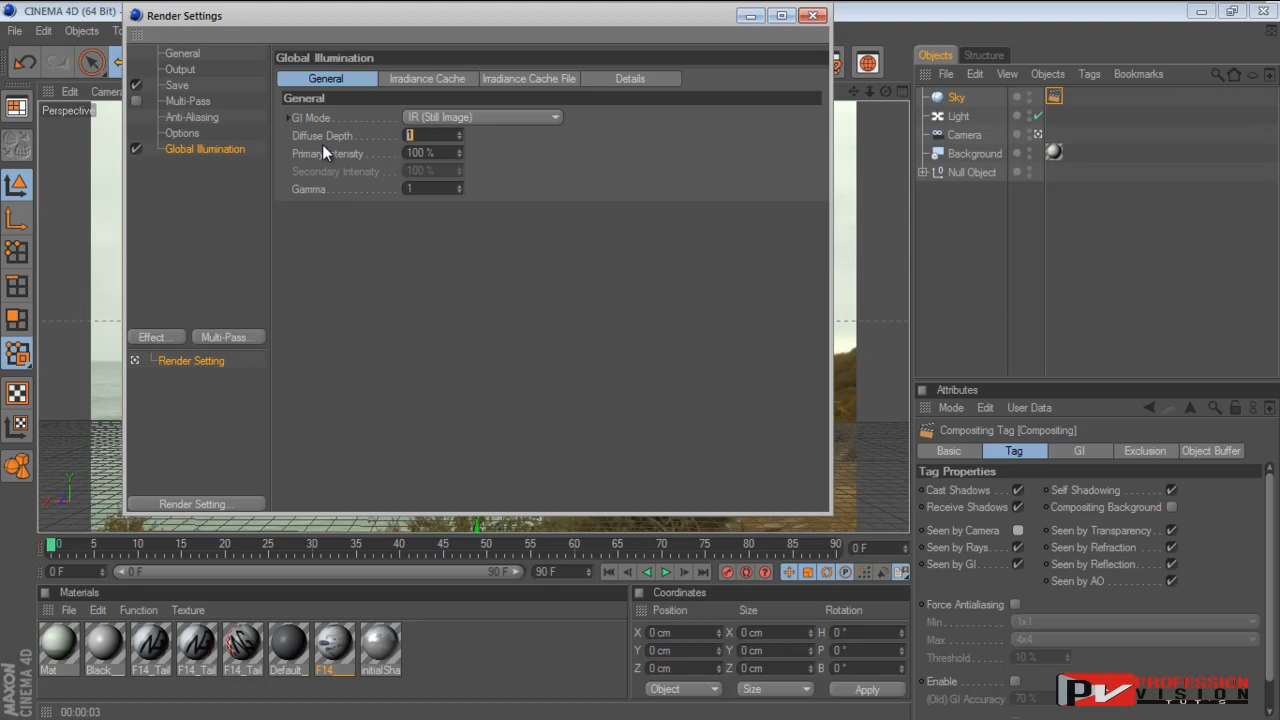 CINEMA 4D (64 Bit)
Render Settings
File Edit Objects
Edit Camera
Perspective
General
Output
Save
Multi-Pass
Anti-Aliasing
Options
Global Illumination
Effect... Multi-Pass...
Render Setting
Render Setting...
Global Illumination
General Irradiance Cache Irradiance Cache File Details
General
GI Mode IR (Still Image)
Diffuse Depth 1
Primary Intensity 100 %
Secondary Intensity 100 %
Gamma 1
Objects Structure
File Edit View Objects Tags Bookmarks
Sky
Light
Camera
Background
Null Object
Attributes
Mode Edit User Data
Compositing Tag [Compositing]
Basic Tag GI Exclusion Object Buffer
Tag Properties
Cast Shadows Self Shadowing
Receive Shadows Compositing Background
Seen by Camera Seen by Transparency
Seen by Rays Seen by Refraction
Seen by GI Seen by Reflection
Seen by AO
Force Antialiasing
Min 1x1
Max 4x4
Threshold 10 %
Enable
(Old) GI Accuracy 70 %
0 5 10 15 20 25 30 35 40 45 50 55 60 65 70 75 80 85 90 0 F
0 F 0 F 90 F 90 F
Materials
File Edit Function Texture
Mat Black_ F14_Tail F14_Tail F14_Tail Default_ F14_ initialSha
Coordinates
Position Size Rotation
X 0 cm X 0 cm H 0 °
Y 0 cm Y 0 cm P 0 °
Z 0 cm Z 0 cm B 0 °
Object Size Apply
MAXON
CINEMA 4D
00:00:03
PROFESSION
VISION
TUT'S